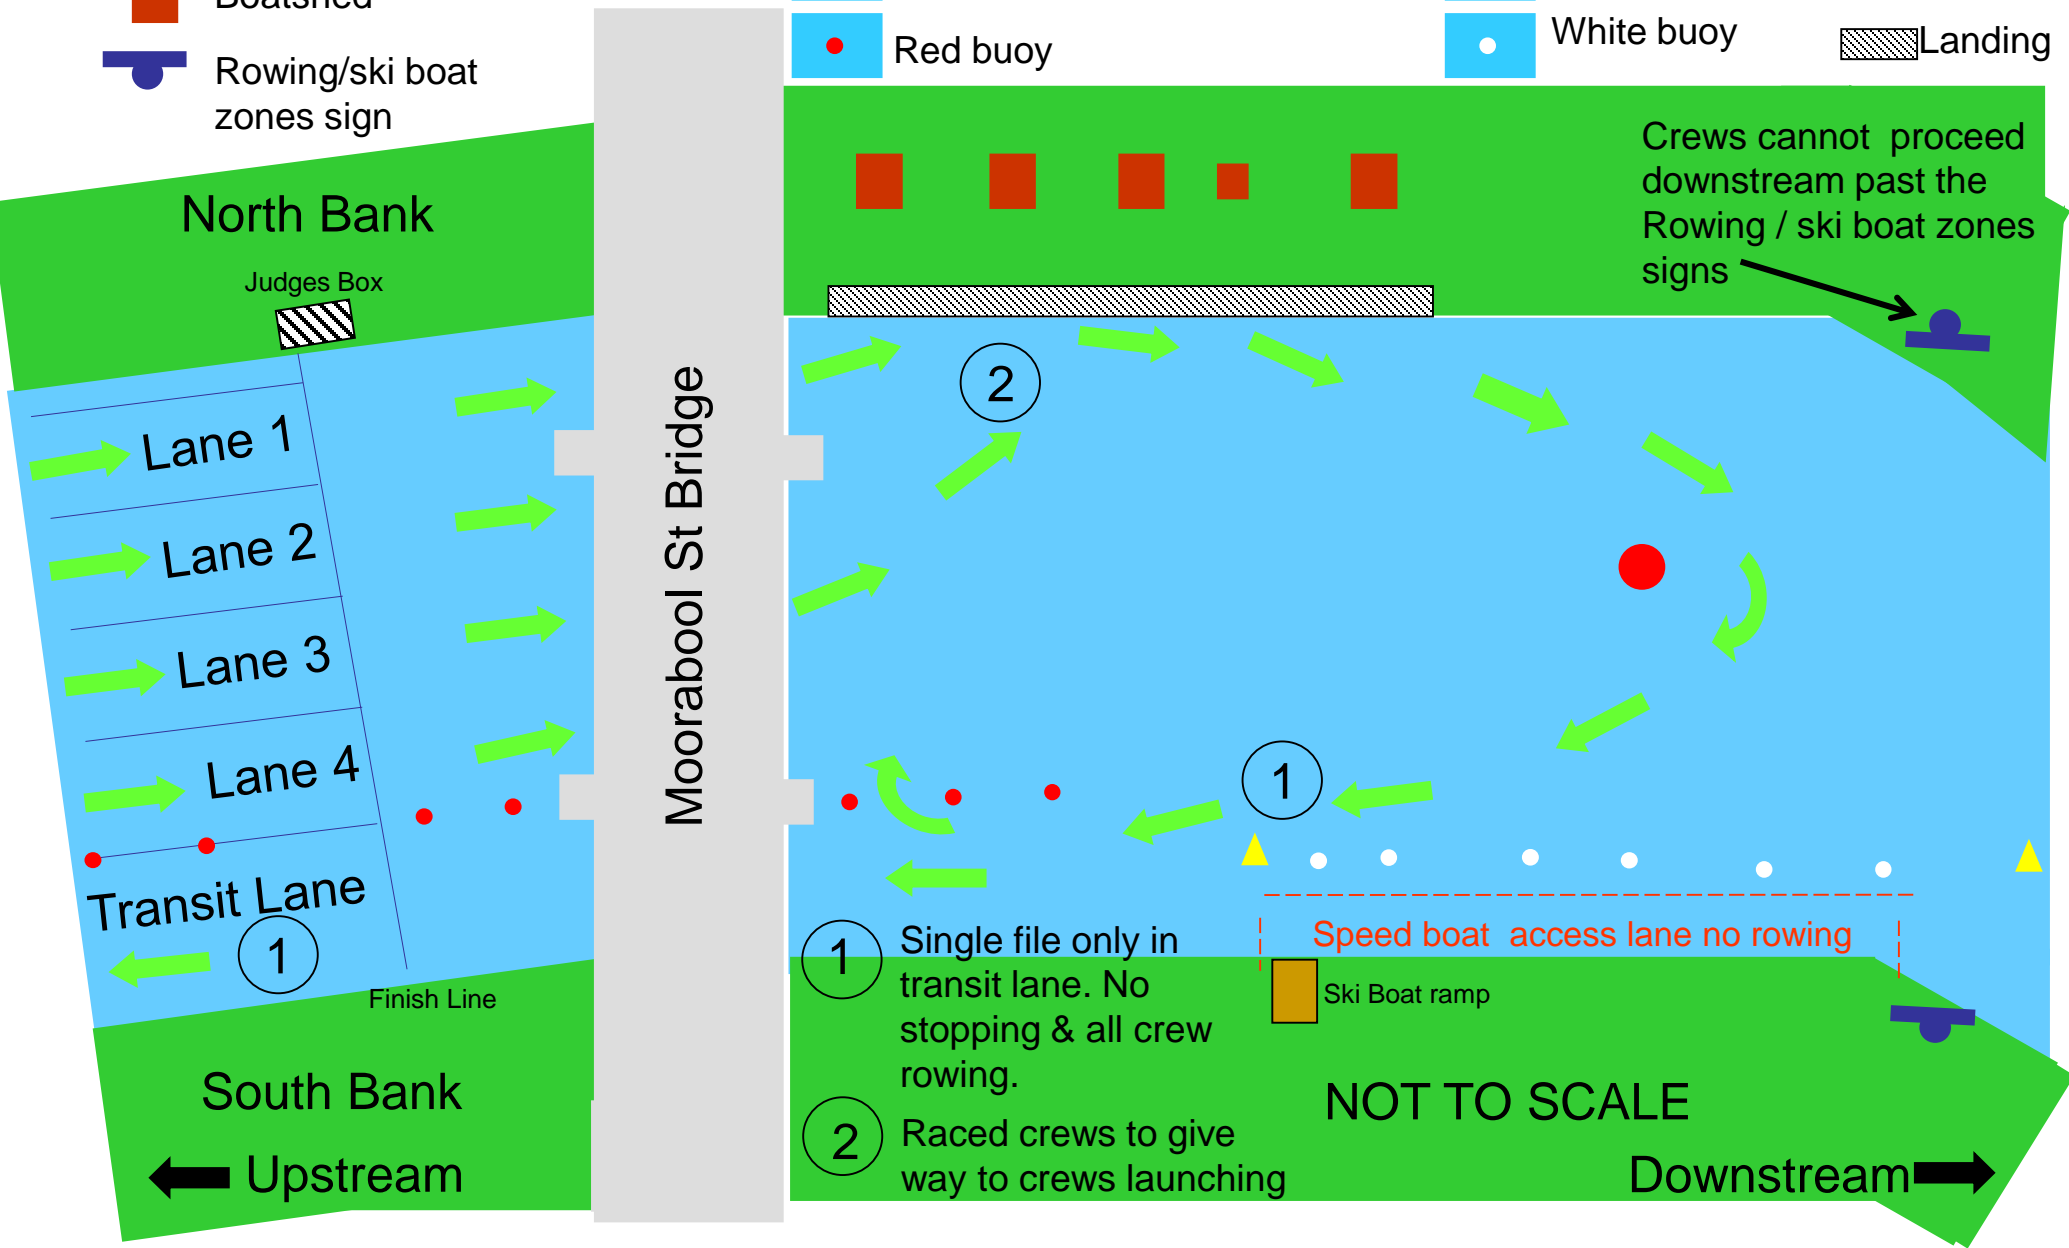 Boatshed
Rowing/ski boat
zones sign
Red buoy
White buoy
Landing
Crews cannot proceed
downstream past the
Rowing / ski boat zones
signs
North Bank
Judges Box
Moorabool St Bridge
2
Lane 1
Lane 2
Lane 3
Lane 4
Transit Lane
1
1
Finish Line
Speed boat access lane no rowing
Ski Boat ramp
1
Single file only in
transit lane. No
stopping & all crew
rowing.
2
Raced crews to give
way to crews launching
South Bank
Upstream
NOT TO SCALE
Downstream